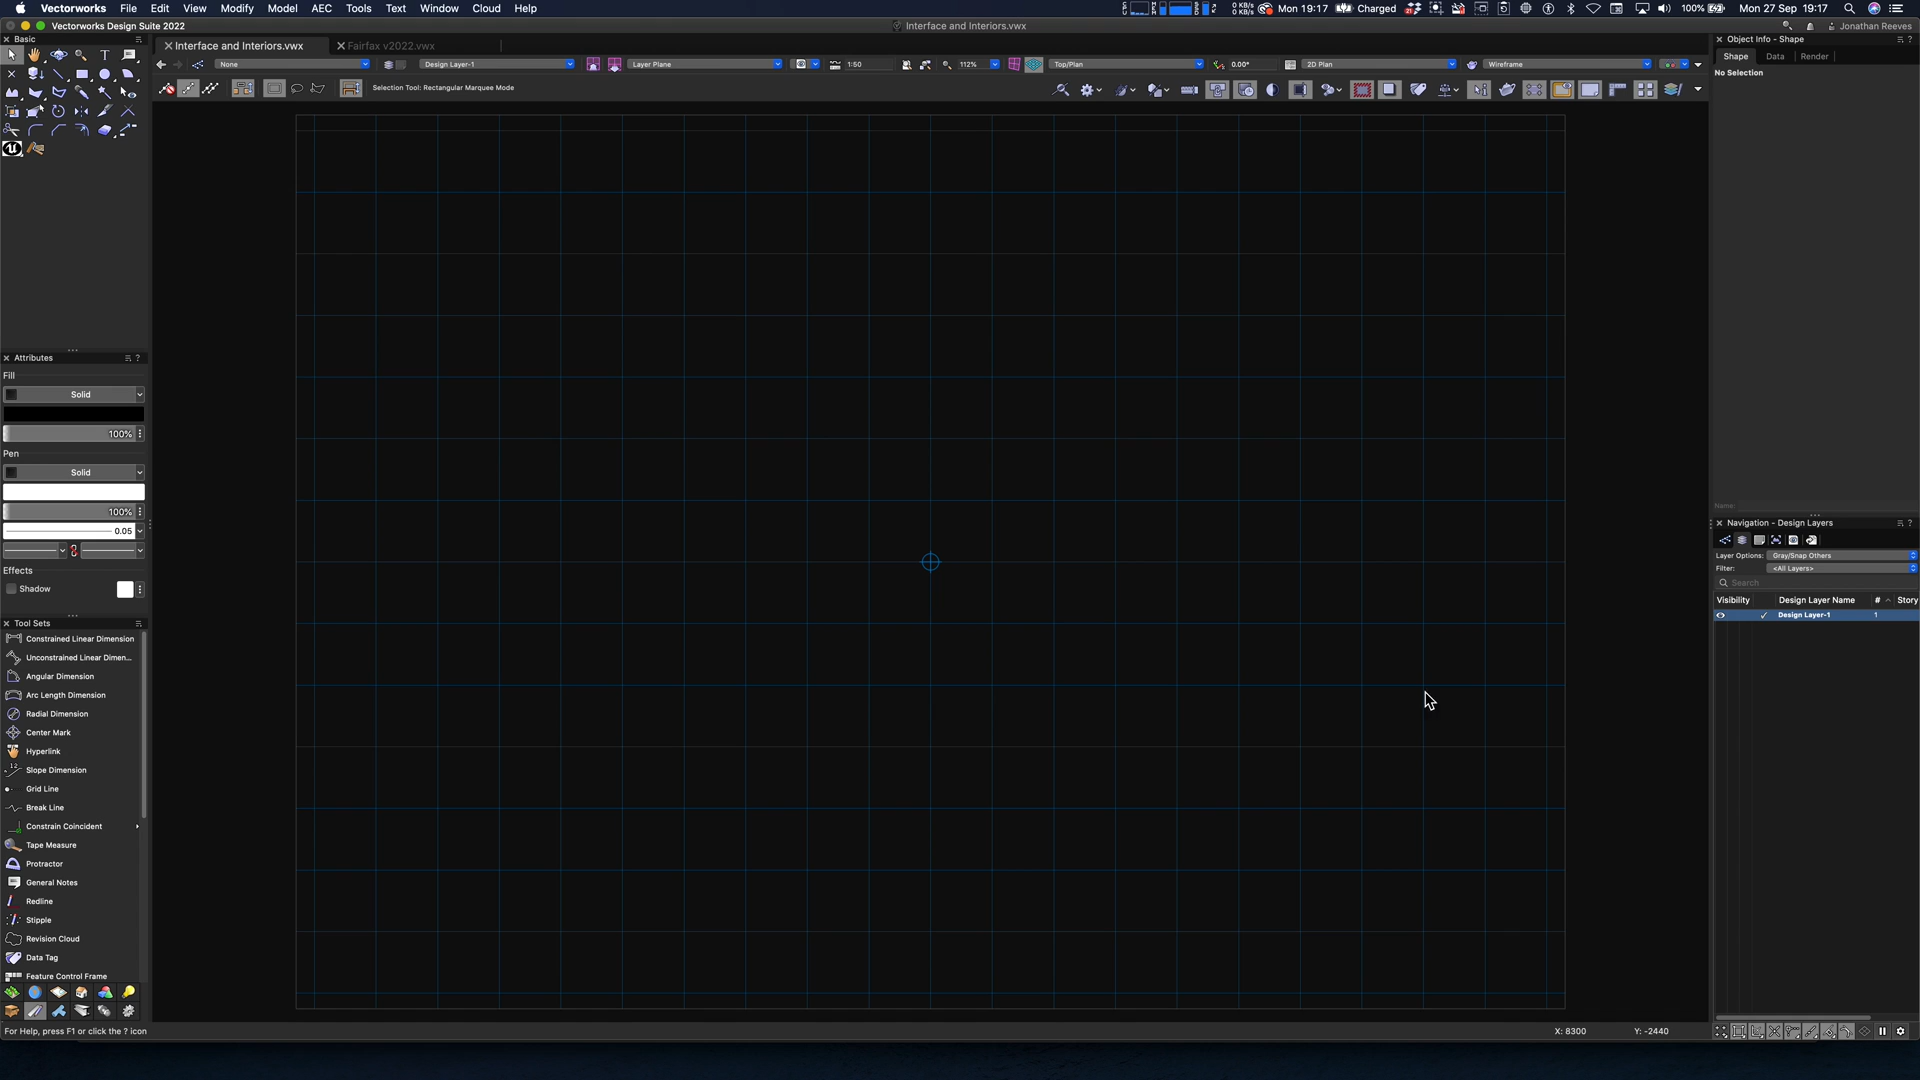 Vectorworks File Edit View Modify Model AEC Tools Text Window Cloud Help
0 KB/s
0 KB/s
Mon 19:17 Charged 100% Mon 27 Sep 19:17
Vectorworks Design Suite 2022
Interface and Interiors.vwx
Jonathan Reeves
Basic
Interface and Interiors.vwx
Fairfax v2022.vwx
Object Info - Shape
Shape Data Render
No Selection
None
Design Layer-1
Layer Plane
1:50
112%
Top/Plan
0.00°
2D Plan
Wireframe
Selection Tool: Rectangular Marquee Mode
Attributes
Fill
Solid
100%
Pen
Solid
100%
0.05
Effects
Shadow
Tool Sets
Constrained Linear Dimension
Unconstrained Linear Dimen...
Angular Dimension
Arc Length Dimension
Radial Dimension
Center Mark
Hyperlink
Slope Dimension
Grid Line
Break Line
Constrain Coincident
Tape Measure
Protractor
General Notes
Redline
Stipple
Revision Cloud
Data Tag
Feature Control Frame
For Help, press F1 or click the ? icon
X: 8300 Y: -2440
Name:
Navigation - Design Layers
Layer Options: Gray/Snap Others
Filter: <All Layers>
Search
Visibility Design Layer Name # Story
Design Layer-1 1